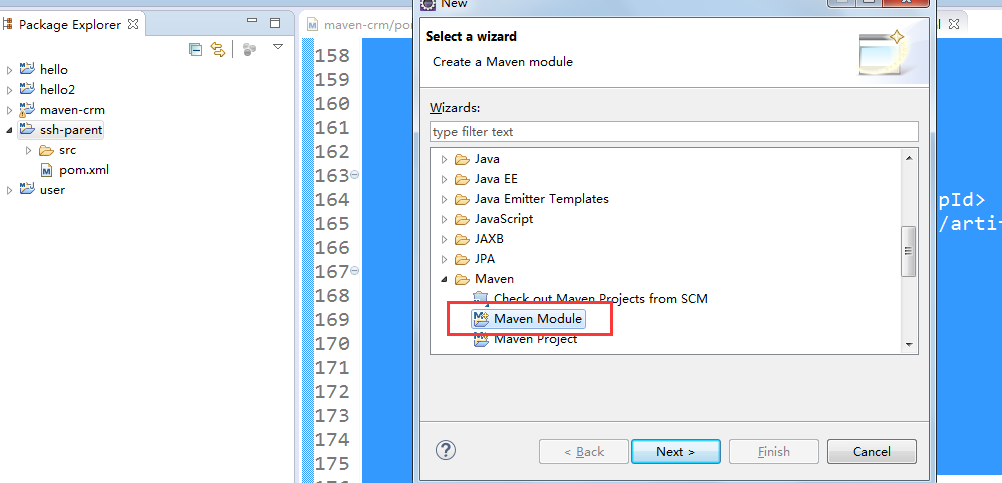 Package Explorer
hello
hello2
maven-crm
ssh-parent
src
pom.xml
user
maven-crm/po
158
159
160
161
162
163
164
165
166
167
168
169
170
171
172
173
174
175
pId>
/arti
New
Select a wizard
Create a Maven module
Wizards:
type filter text
Java
Java EE
Java Emitter Templates
JavaScript
JAXB
JPA
Maven
Check out Maven Projects from SCM
Maven Module
Maven Project
?
< Back
Next >
Finish
Cancel